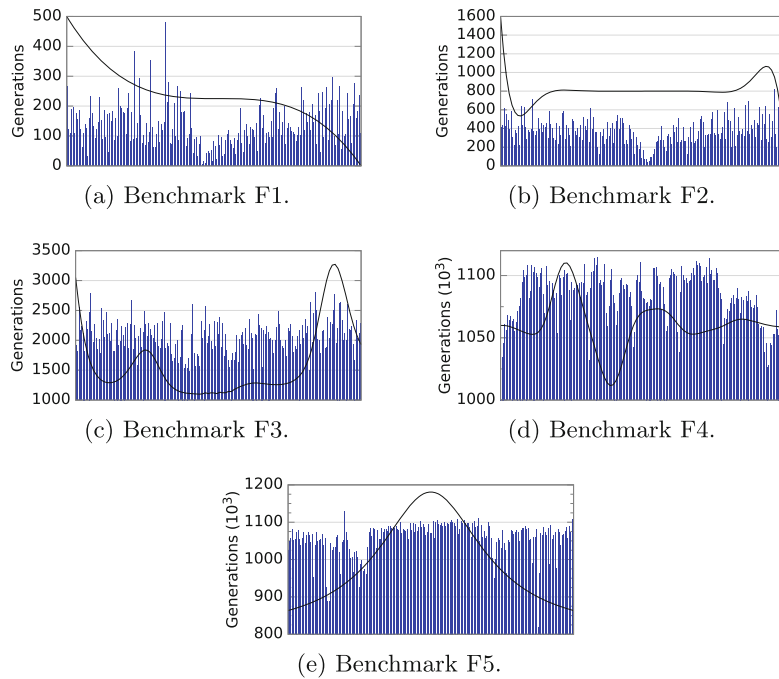 500
400
300
200
100
0
Generations
(a) Benchmark F1.
1600
1400
1200
1000
800
600
400
200
0
Generations
(b) Benchmark F2.
3500
3000
2500
2000
1500
1000
Generations
(c) Benchmark F3.
1100
1050
1000
Generations (10³)
(d) Benchmark F4.
1200
1100
1000
900
800
Generations (10³)
(e) Benchmark F5.